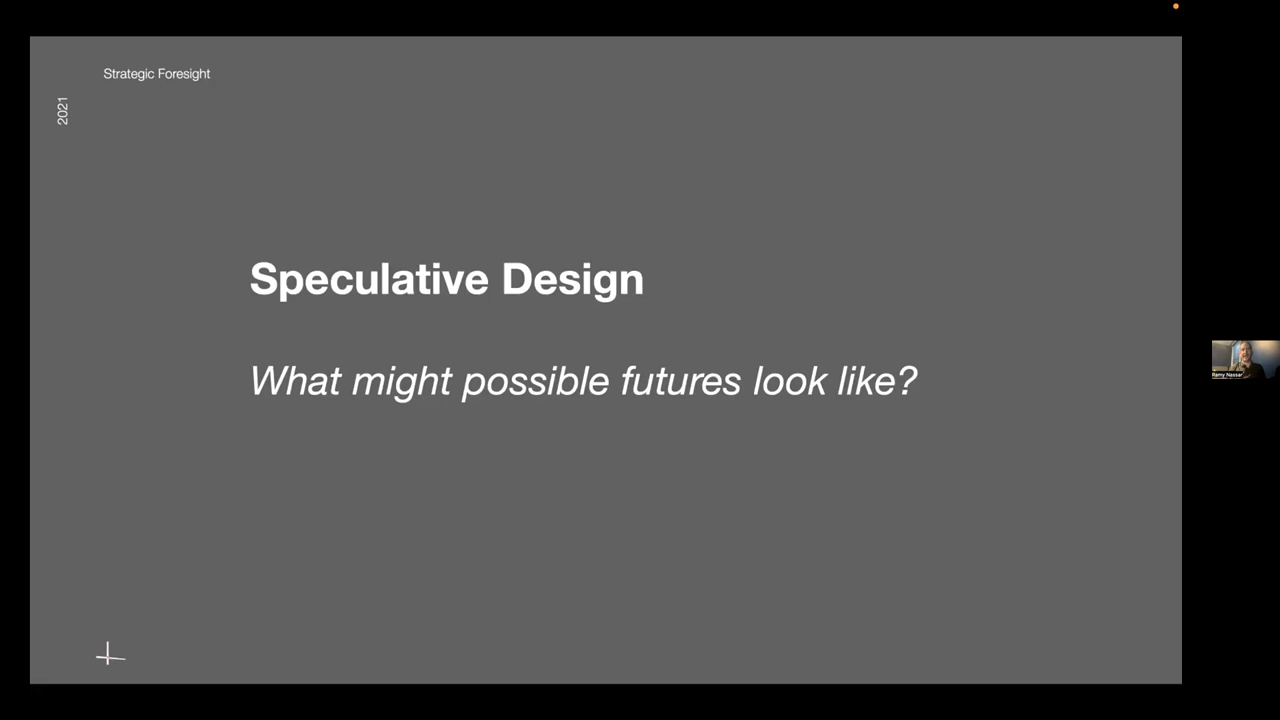 Strategic Foresight
2021
Speculative Design
What might possible futures look like?
Ramy Nassar